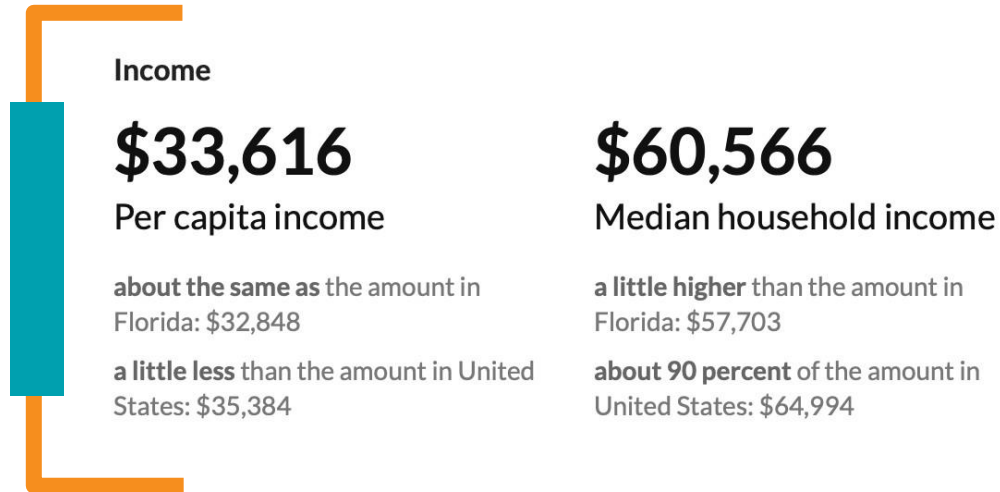 Income
$33,616
Per capita income
about the same as the amount in
Florida: $32,848
a little less than the amount in United
States: $35,384
$60,566
Median household income
a little higher than the amount in
Florida: $57,703
about 90 percent of the amount in
United States: $64,994